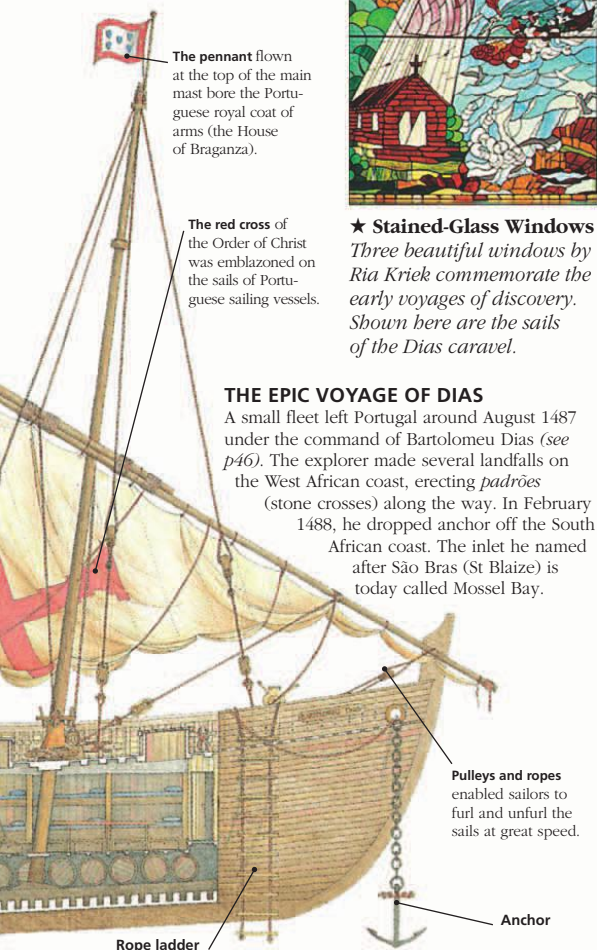 The pennant flown
at the top of the main
mast bore the Portu-
guese royal coat of
arms (the House
of Braganza).
The red cross of
the Order of Christ
was emblazoned on
the sails of Portu-
guese sailing vessels.
★ Stained-Glass Windows
Three beautiful windows by
Ria Kriek commemorate the
early voyages of discovery.
Shown here are the sails
of the Dias caravel.
THE EPIC VOYAGE OF DIAS
A small fleet left Portugal around August 1487
under the command of Bartolomeu Dias (see
p46). The explorer made several landfalls on
the West African coast, erecting padrões
(stone crosses) along the way. In February
1488, he dropped anchor off the South
African coast. The inlet he named
after São Bras (St Blaize) is
today called Mossel Bay.
Pulleys and ropes
enabled sailors to
furl and unfurl the
sails at great speed.
Anchor
Rope ladder